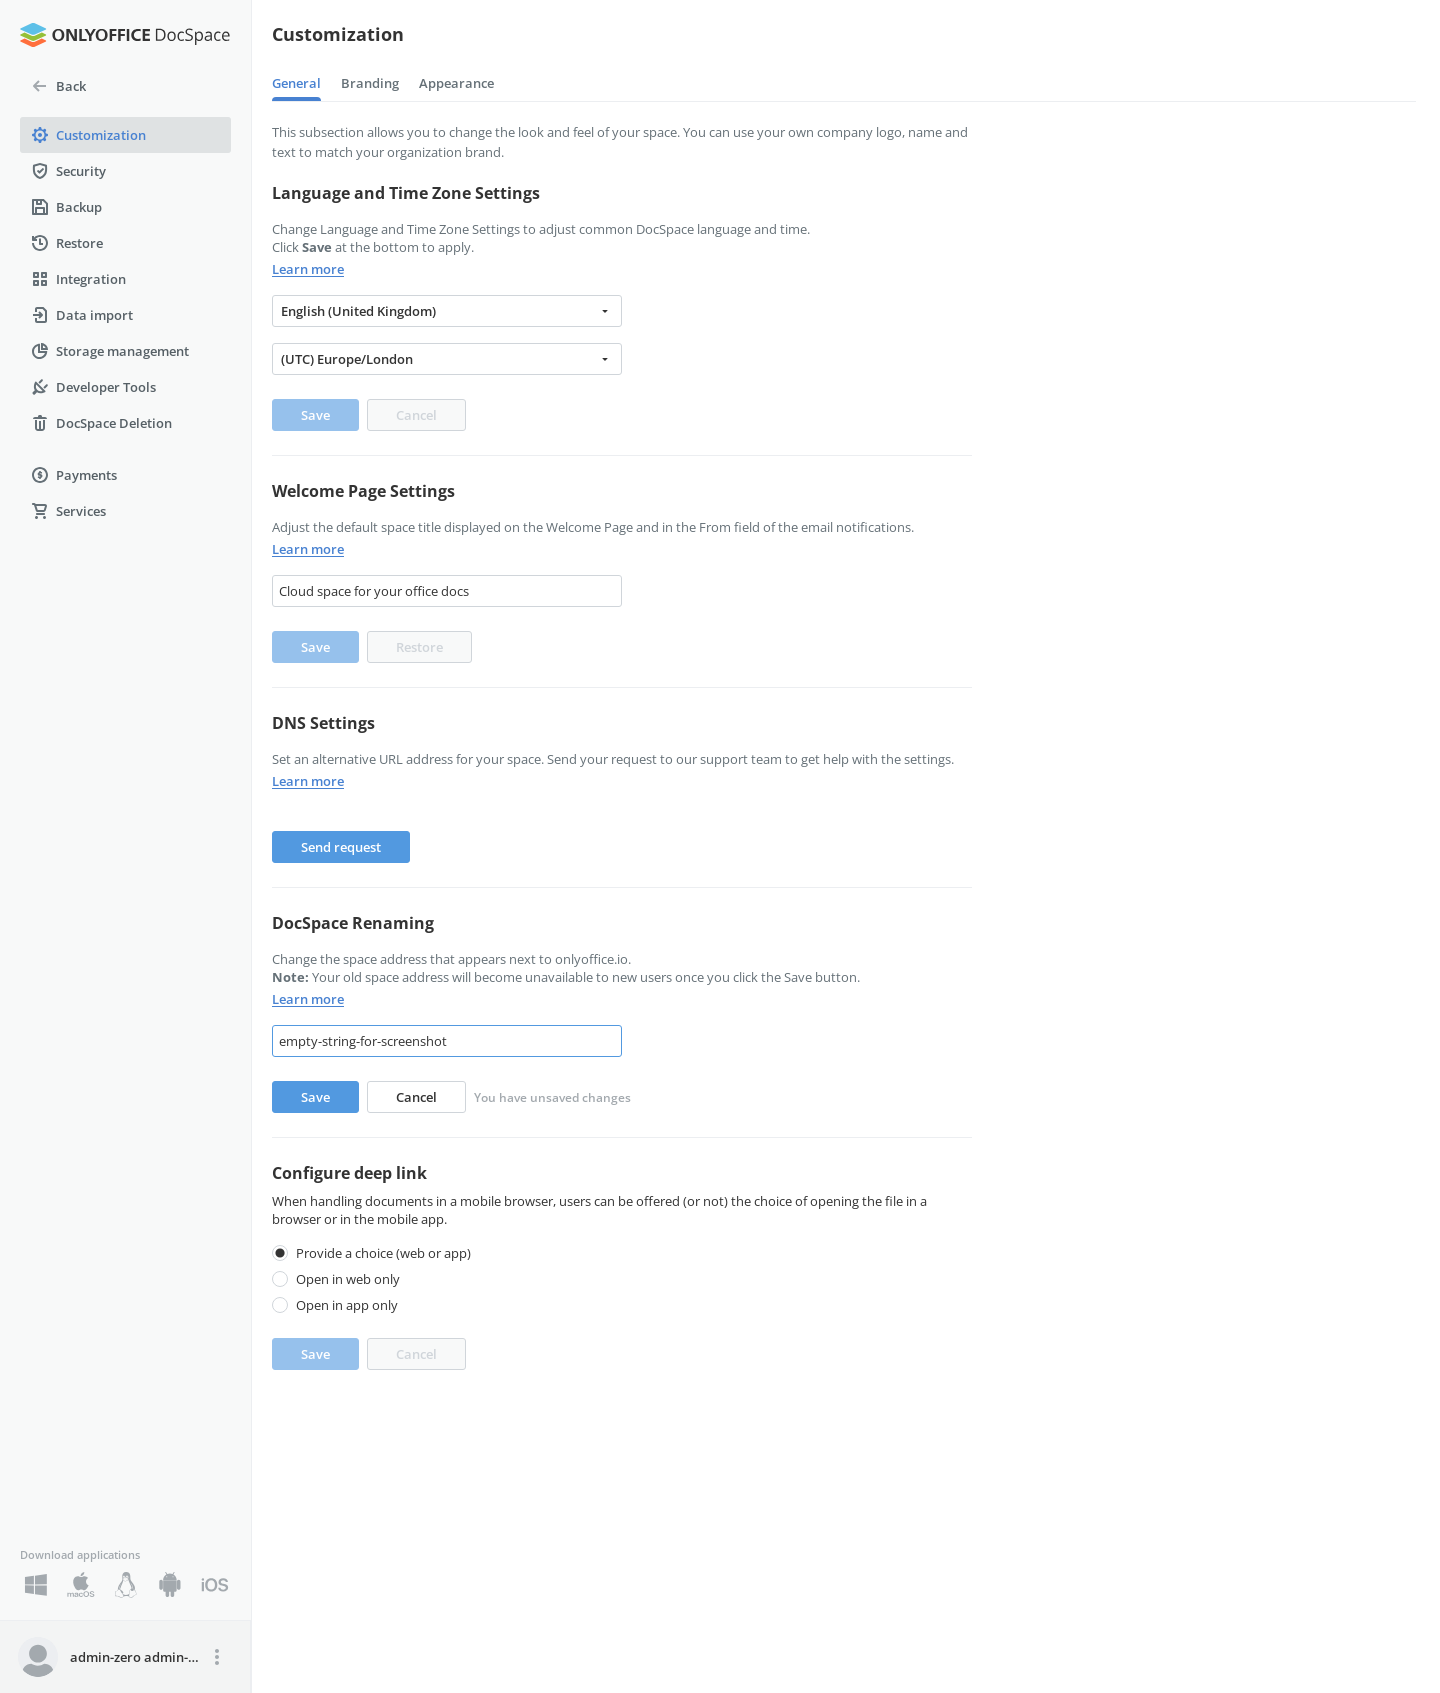 ONLYOFFICE DocSpace
Back
Customization
Security
Backup
Restore
Integration
Data import
Storage management
Developer Tools
DocSpace Deletion
Payments
Services
Download applications
macOS
iOS
admin-zero admin-...
Customization
General Branding Appearance
This subsection allows you to change the look and feel of your space. You can use your own company logo, name and
text to match your organization brand.
Language and Time Zone Settings
Change Language and Time Zone Settings to adjust common DocSpace language and time.
Click Save at the bottom to apply.
Learn more
English (United Kingdom)
(UTC) Europe/London
Save Cancel
Welcome Page Settings
Adjust the default space title displayed on the Welcome Page and in the From field of the email notifications.
Learn more
Cloud space for your office docs
Save Restore
DNS Settings
Set an alternative URL address for your space. Send your request to our support team to get help with the settings.
Learn more
Send request
DocSpace Renaming
Change the space address that appears next to onlyoffice.io.
Note: Your old space address will become unavailable to new users once you click the Save button.
Learn more
empty-string-for-screenshot
Save Cancel You have unsaved changes
Configure deep link
When handling documents in a mobile browser, users can be offered (or not) the choice of opening the file in a
browser or in the mobile app.
Provide a choice (web or app)
Open in web only
Open in app only
Save Cancel